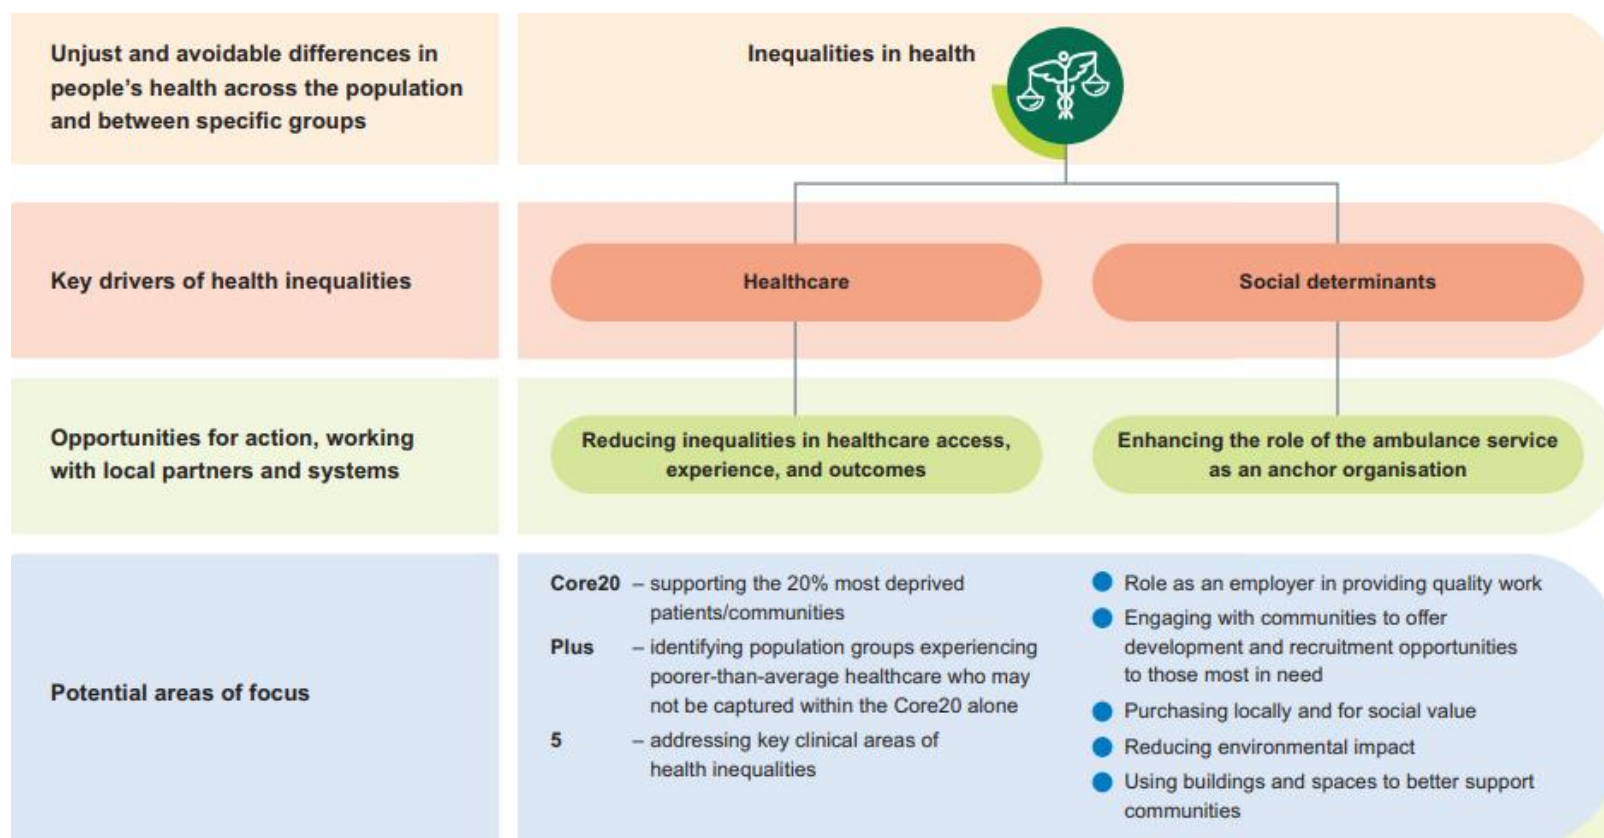 Unjust and avoidable differences in
people’s health across the population
and between specific groups
Inequalities in health
Key drivers of health inequalities
Healthcare
Social determinants
Opportunities for action, working
with local partners and systems
Reducing inequalities in healthcare access,
experience, and outcomes
Enhancing the role of the ambulance service
as an anchor organisation
Potential areas of focus
Core20 – supporting the 20% most deprived
patients/communities
Plus – identifying population groups experiencing
poorer-than-average healthcare who may
not be captured within the Core20 alone
5 – addressing key clinical areas of
health inequalities
Role as an employer in providing quality work
Engaging with communities to offer
development and recruitment opportunities
to those most in need
Purchasing locally and for social value
Reducing environmental impact
Using buildings and spaces to better support
communities